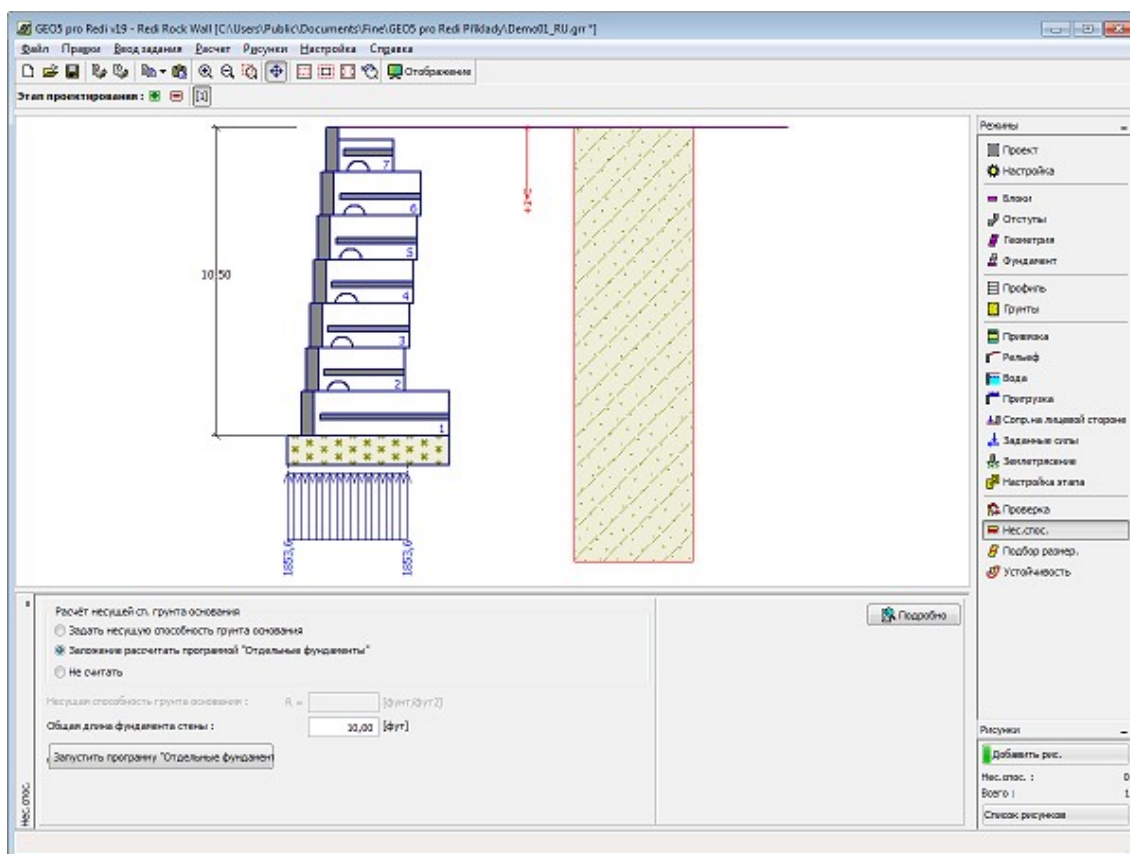 GEO5 pro Redi v19 - Redi Rock Wall [C:\Users\Public\Documents\Fine\GEO5 pro Redi Příklady\Demo01_RU.grr *]
Файл Правки Ввод задания Расчет Рисунки Настройка Справка
Отображение
Этап проектирования : [1]
10,50
+z
7
6
5
4
3
2
1
1853,6
1853,6
Режимы
Проект
Настройка
Блоки
Отступы
Геометрия
Фундамент
Профиль
Грунты
Привязка
Рельеф
Вода
Пригрузка
Сопр.на лицевой стороне
Заданные силы
Землетрясение
Настройка этапа
Проверка
Нес.спос.
Подбор размер.
Устойчивость
Нес.спос.
Расчёт несущей сп. грунта основания
Задать несущую способность грунта основания
Заложение рассчитать программой "Отдельные фундаменты"
Не считать
Несущая способность грунта основания : R = [фунт/фут2]
Общая длина фундамента стены : 10,00 [фут]
Запустить программу "Отдельные фундамент
Подробно
Рисунки
Добавить рис.
Нес.спос. : 0
Всего : 1
Список рисунков